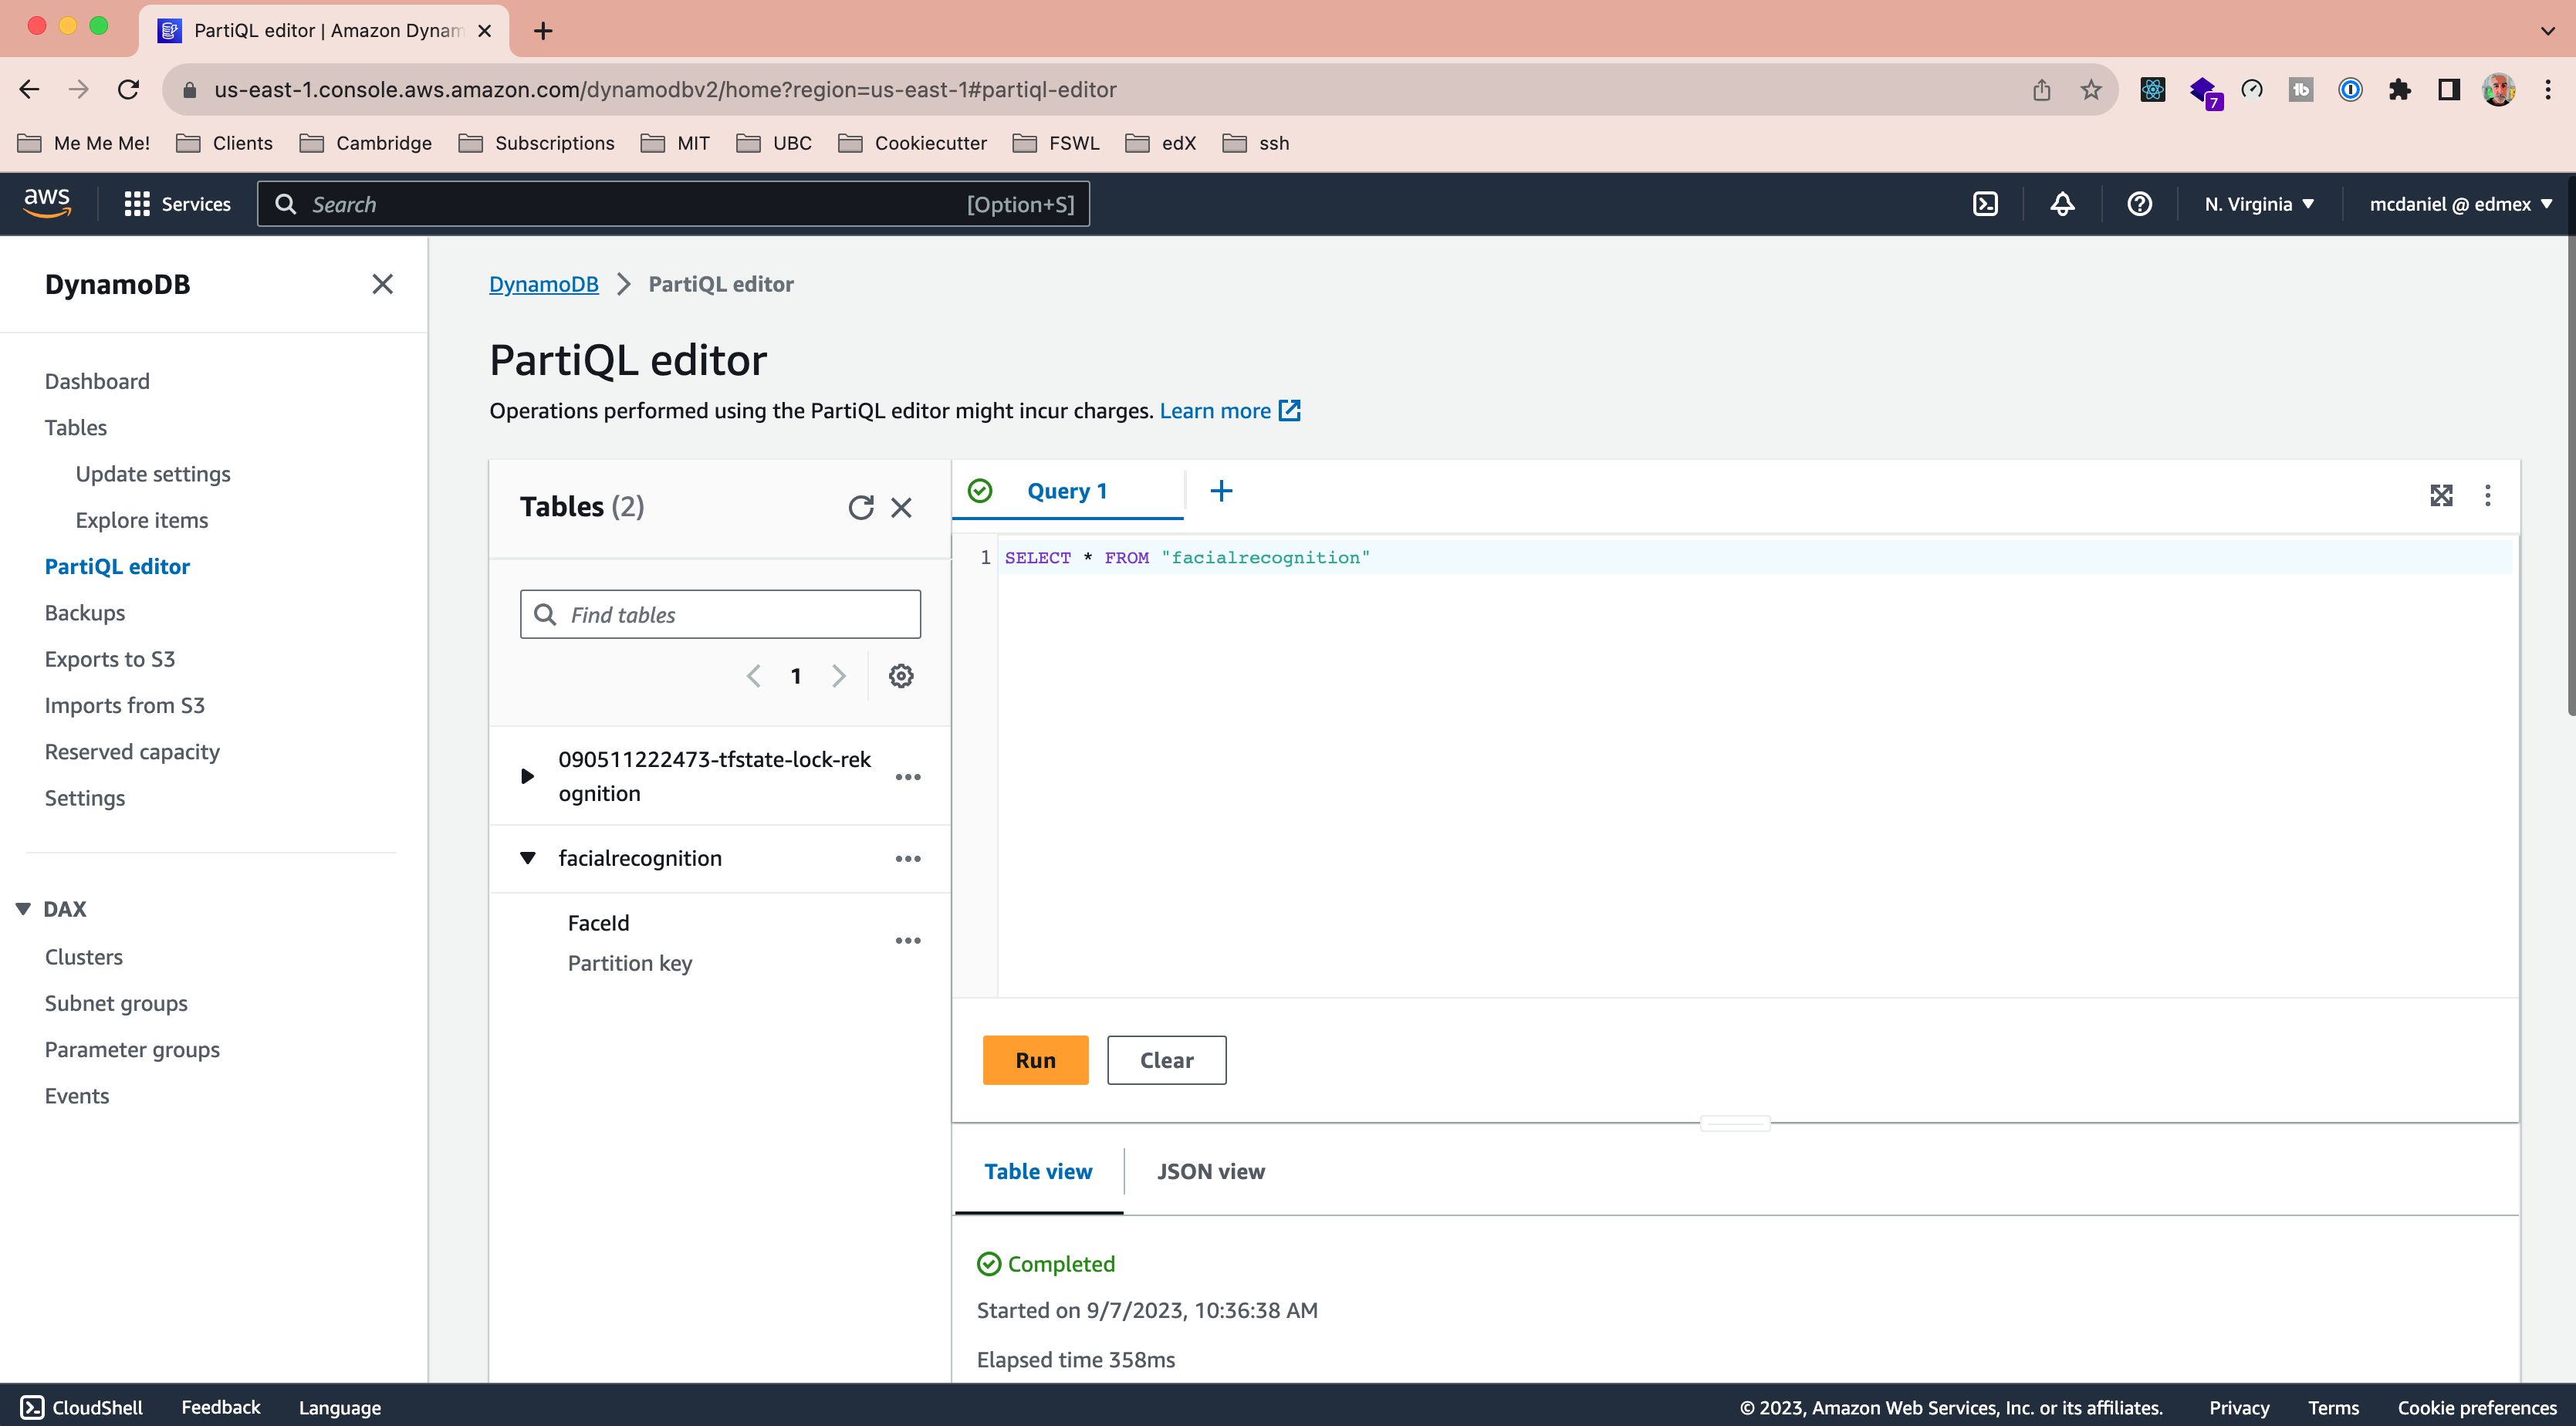 PartiQL editor | Amazon Dynam
us-east-1.console.aws.amazon.com/dynamodbv2/home?region=us-east-1#partiql-editor
7
tb
Me Me Me! Clients Cambridge Subscriptions MIT UBC Cookiecutter FSWL edX ssh
aws Services Search [Option+S] N. Virginia mcdaniel @ edmex
DynamoDB
Dashboard
Tables
Update settings
Explore items
PartiQL editor
Backups
Exports to S3
Imports from S3
Reserved capacity
Settings
DAX
Clusters
Subnet groups
Parameter groups
Events
DynamoDB PartiQL editor
PartiQL editor
Operations performed using the PartiQL editor might incur charges. Learn more
Tables (2)
Find tables
1
090511222473-tfstate-lock-rek
ognition
facialrecognition
FaceId
Partition key
Query 1
1 SELECT * FROM "facialrecognition"
Run Clear
Table view JSON view
Completed
Started on 9/7/2023, 10:36:38 AM
Elapsed time 358ms
CloudShell Feedback Language © 2023, Amazon Web Services, Inc. or its affiliates. Privacy Terms Cookie preferences